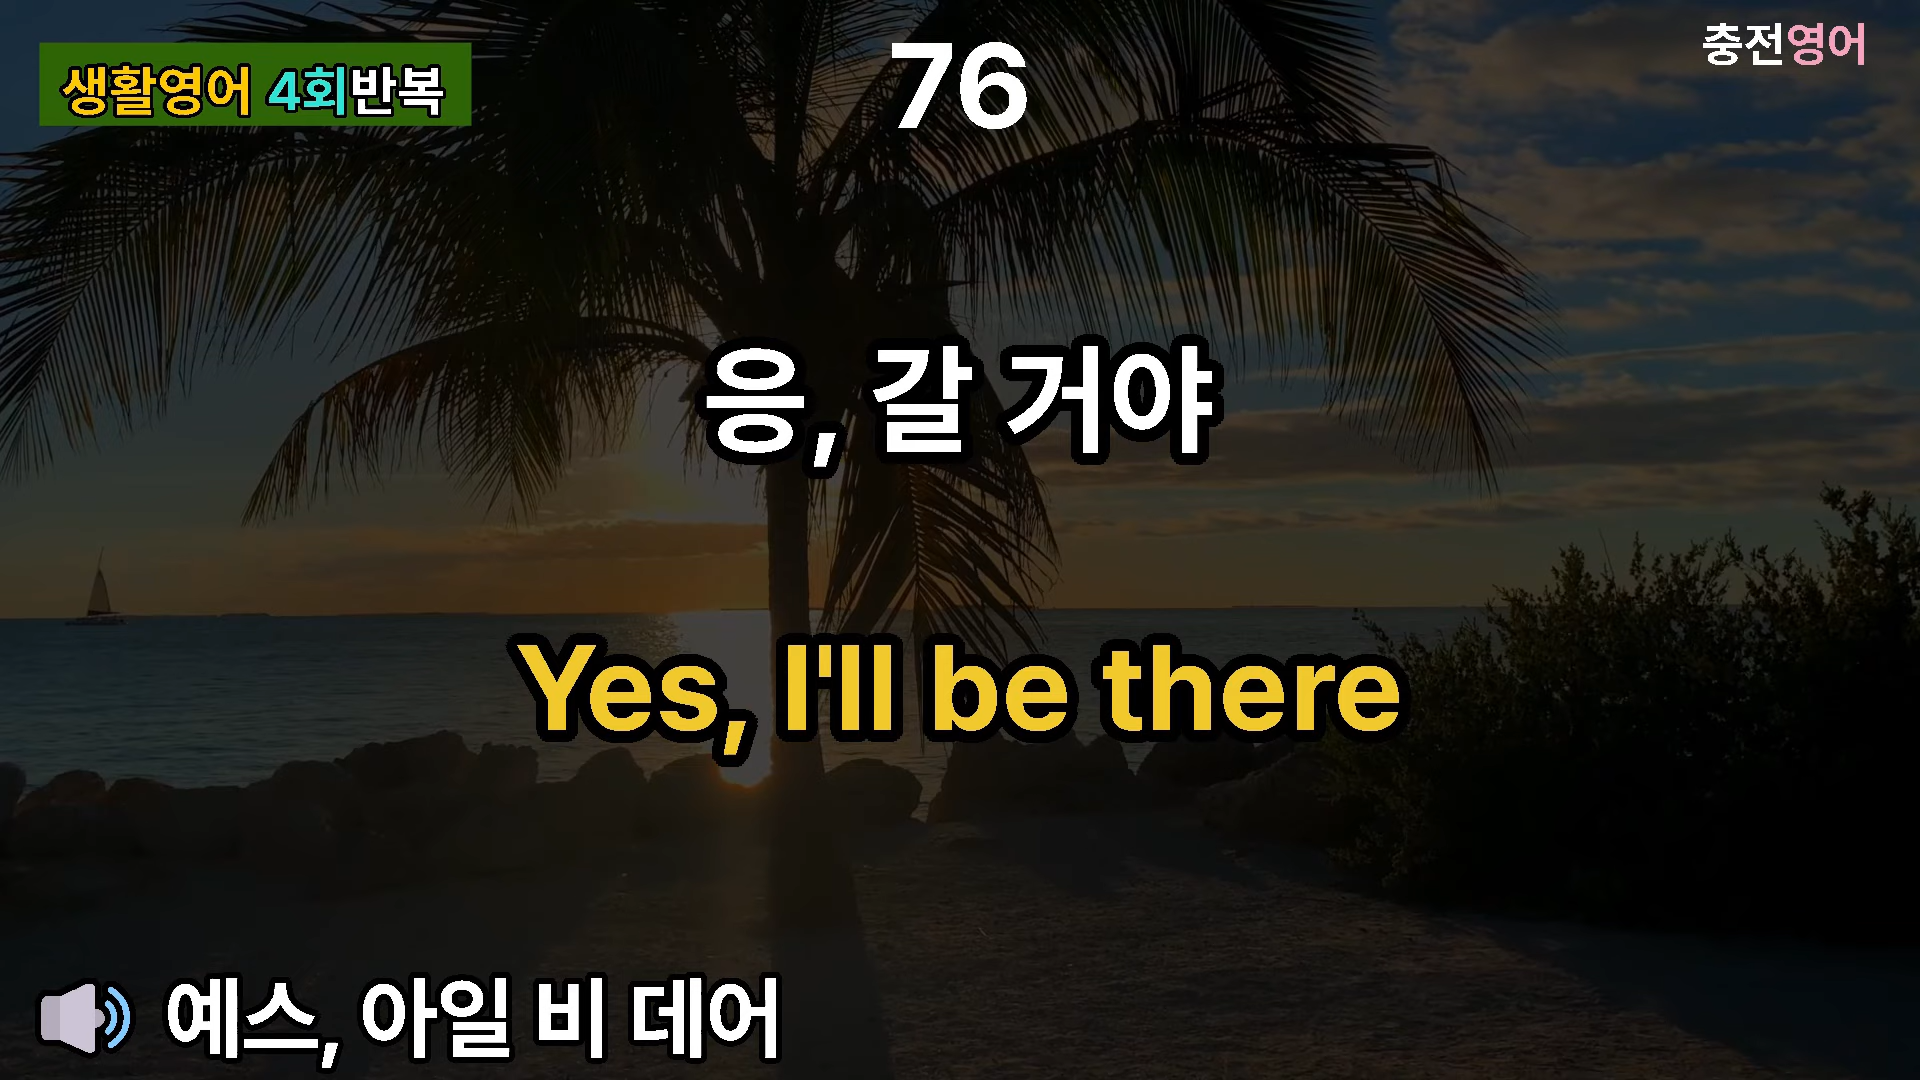 생활영어 4회반복
76
충전영어
응, 갈 거야
Yes, I'll be there
예스, 아일 비 데어